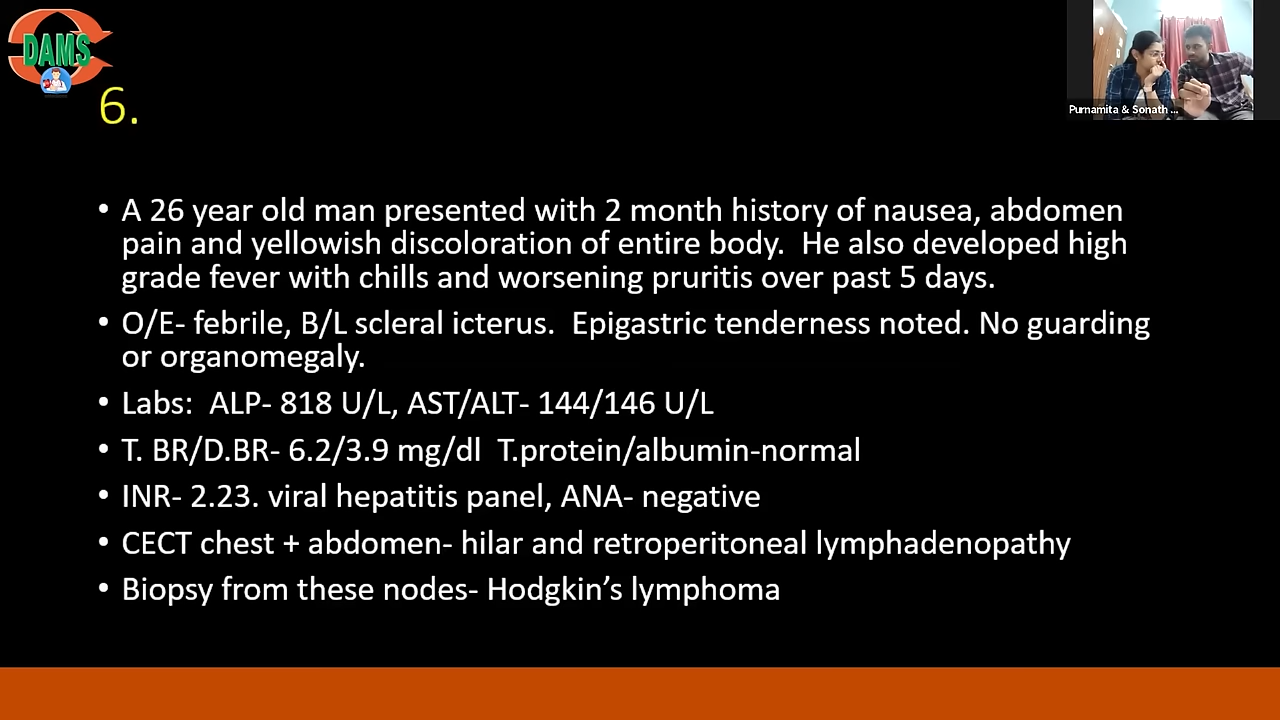 DAMS
Purnamita & Sonath ...
6.
• A 26 year old man presented with 2 month history of nausea, abdomen
pain and yellowish discoloration of entire body.  He also developed high
grade fever with chills and worsening pruritis over past 5 days.
• O/E- febrile, B/L scleral icterus.  Epigastric tenderness noted. No guarding
or organomegaly.
• Labs:  ALP- 818 U/L, AST/ALT- 144/146 U/L
• T. BR/D.BR- 6.2/3.9 mg/dl  T.protein/albumin-normal
• INR- 2.23. viral hepatitis panel, ANA- negative
• CECT chest + abdomen- hilar and retroperitoneal lymphadenopathy
• Biopsy from these nodes- Hodgkin’s lymphoma